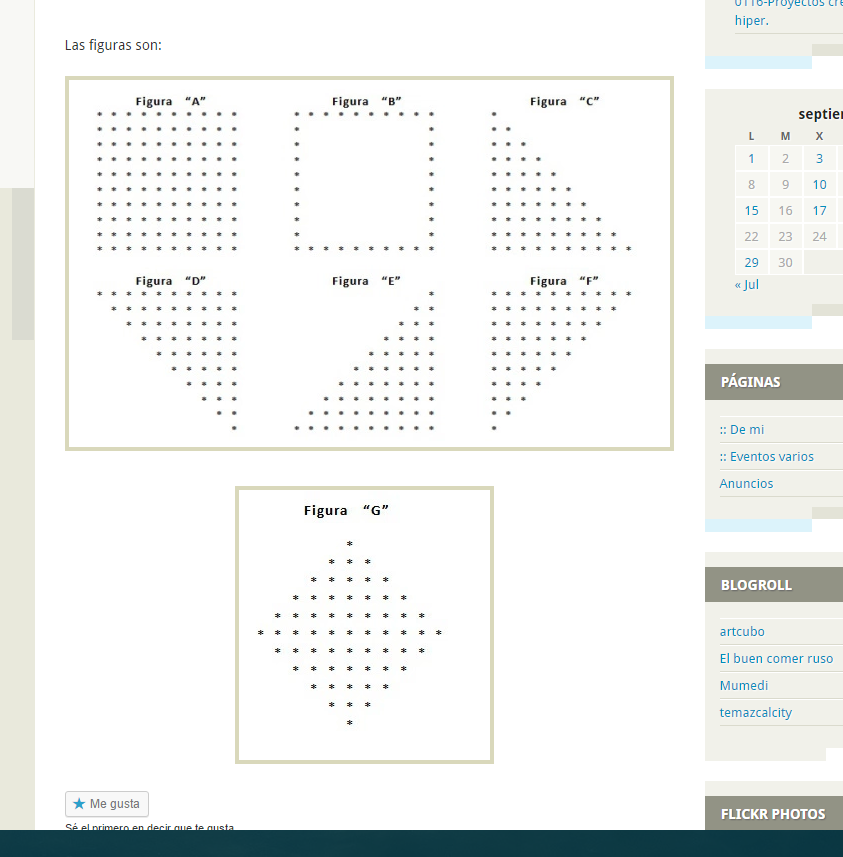 Las figuras son:
Figura “A” Figura “B” Figura “C”
* * * * * * * * * *   * * * * * * * * * *   *
* * * * * * * * * *   *                 *   * *
* * * * * * * * * *   *                 *   * * *
* * * * * * * * * *   *                 *   * * * *
* * * * * * * * * *   *                 *   * * * * *
* * * * * * * * * *   *                 *   * * * * * *
* * * * * * * * * *   *                 *   * * * * * * *
* * * * * * * * * *   *                 *   * * * * * * * *
* * * * * * * * * *   *                 *   * * * * * * * * *
* * * * * * * * * *   * * * * * * * * * *   * * * * * * * * * *
Figura “D” Figura “E” Figura “F”
* * * * * * * * * *                     *   * * * * * * * * * *
  * * * * * * * * *                   * *   * * * * * * * * *
    * * * * * * * *                 * * *   * * * * * * * *
      * * * * * * *               * * * *   * * * * * * *
        * * * * * *             * * * * *   * * * * * *
          * * * * *           * * * * * *   * * * * *
            * * * *         * * * * * * *   * * * *
              * * *       * * * * * * * *   * * *
                * *     * * * * * * * * *   * *
                  *   * * * * * * * * * *   *
Figura “G”
          *
        * * *
      * * * * *
    * * * * * * *
  * * * * * * * * *
* * * * * * * * * * *
  * * * * * * * * *
    * * * * * * *
      * * * * *
        * * *
          *
Me gusta
Sé el primero en decir que te gusta
0116-Proyectos cre
hiper.
septie
L M X
1 2 3
8 9 10
15 16 17
22 23 24
29 30
« Jul
PÁGINAS
:: De mi
:: Eventos varios
Anuncios
BLOGROLL
artcubo
El buen comer ruso
Mumedi
temazcalcity
FLICKR PHOTOS